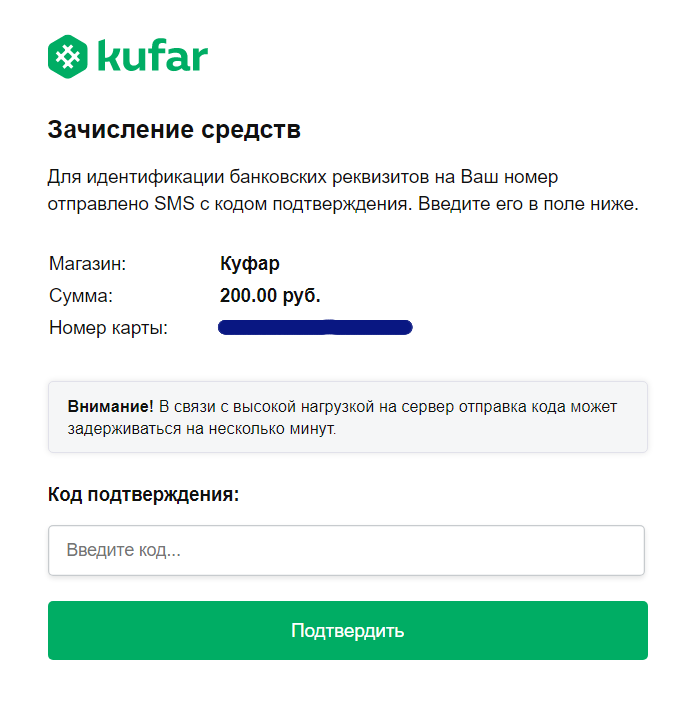 kufar
Зачисление средств
Для идентификации банковских реквизитов на Ваш номер
отправлено SMS с кодом подтверждения. Введите его в поле ниже.
Магазин: Куфар
Сумма: 200.00 руб.
Номер карты:
Внимание! В связи с высокой нагрузкой на сервер отправка кода может
задерживаться на несколько минут.
Код подтверждения:
Введите код...
Подтвердить